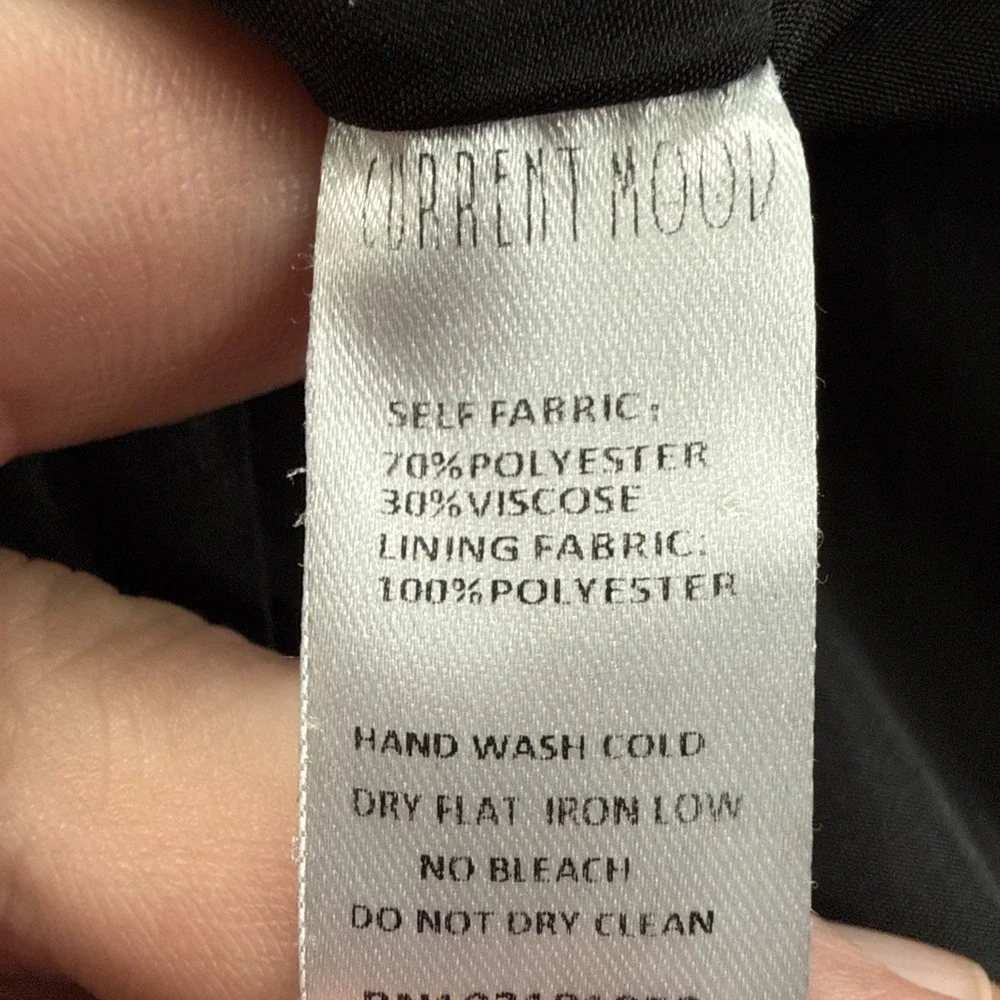 CURRENT MOOD
SELF FABRIC:
70%POLYESTER
30%VISCOSE
LINING FABRIC:
100%POLYESTER
HAND WASH COLD
DRY FLAT IRON LOW
NO BLEACH
DO NOT DRY CLEAN